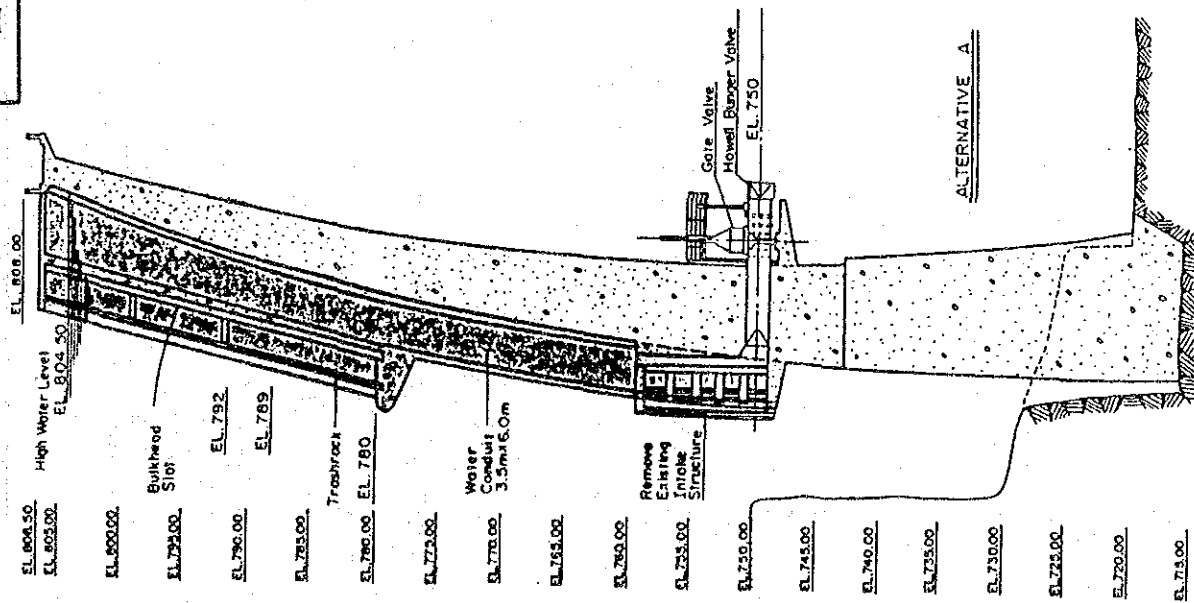 EL. 806.50
EL. 805.00
EL. 800.00
EL. 795.00
EL. 790.00
EL. 785.00
EL. 780.00
EL. 775.00
EL. 770.00
EL. 765.00
EL. 760.00
EL. 755.00
EL. 750.00
EL. 745.00
EL. 740.00
EL. 735.00
EL. 730.00
EL. 725.00
EL. 720.00
EL. 715.00
High Water Level
EL. 804.50
EL. 808.00
Bulkhead
Slot
EL. 792
EL. 789
Trashrack
EL. 780
Water
Conduit
3.5m×6.0m
Remove
Existing
Intake
Structure
Gate Valve
Howell Bunger Valve
EL. 750
ALTERNATIVE A